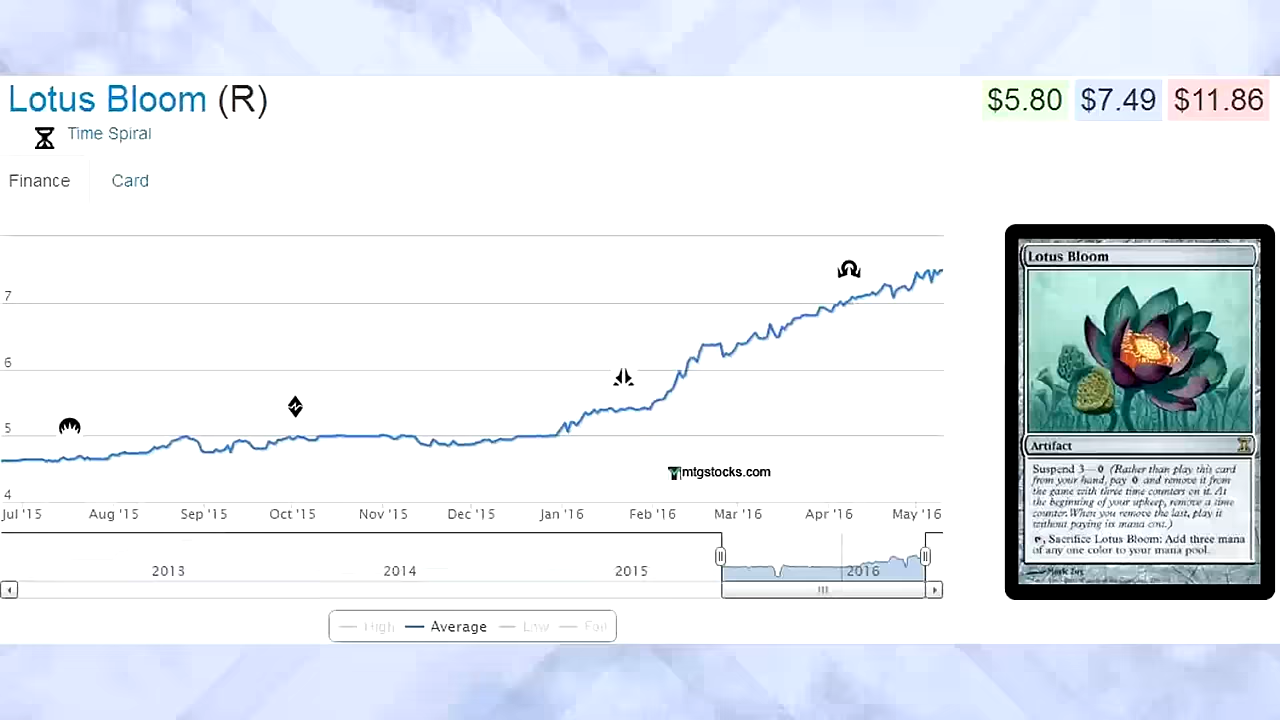 Lotus Bloom (R)
$5.80 $7.49 $11.86
Time Spiral
Finance Card
7
6
5
4
mtgstocks.com
Jul '15 Aug '15 Sep '15 Oct '15 Nov '15 Dec '15 Jan '16 Feb '16 Mar '16 Apr '16 May '16
2013 2014 2015 2016
High Average Low Foil
Lotus Bloom
Artifact
Suspend 3—0 (Rather than play this card
from your hand, pay 0 and remove it from
the game with three time counters on it. At
the beginning of your upkeep, remove a time
counter. When you remove the last, play it
without paying its mana cost.)
, Sacrifice Lotus Bloom: Add three mana
of any one color to your mana pool.
Mark Zug